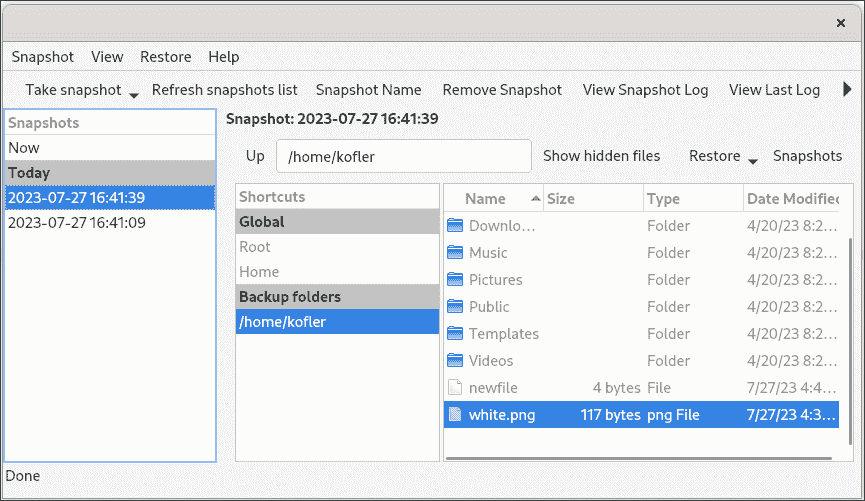 ×
Snapshot View Restore Help
Take snapshot Refresh snapshots list Snapshot Name Remove Snapshot View Snapshot Log View Last Log
Snapshots
Now
Today
2023-07-27 16:41:39
2023-07-27 16:41:09
Snapshot: 2023-07-27 16:41:39
Up /home/kofler Show hidden files Restore Snapshots
Shortcuts
Global
Root
Home
Backup folders
/home/kofler
Name Size Type Date Modified
Downlo... Folder 4/20/23 8:2...
Music Folder 4/20/23 8:2...
Pictures Folder 4/20/23 8:2...
Public Folder 4/20/23 8:2...
Templates Folder 4/20/23 8:2...
Videos Folder 4/20/23 8:2...
newfile 4 bytes File 7/27/23 4:4...
white.png 117 bytes png File 7/27/23 4:3...
Done